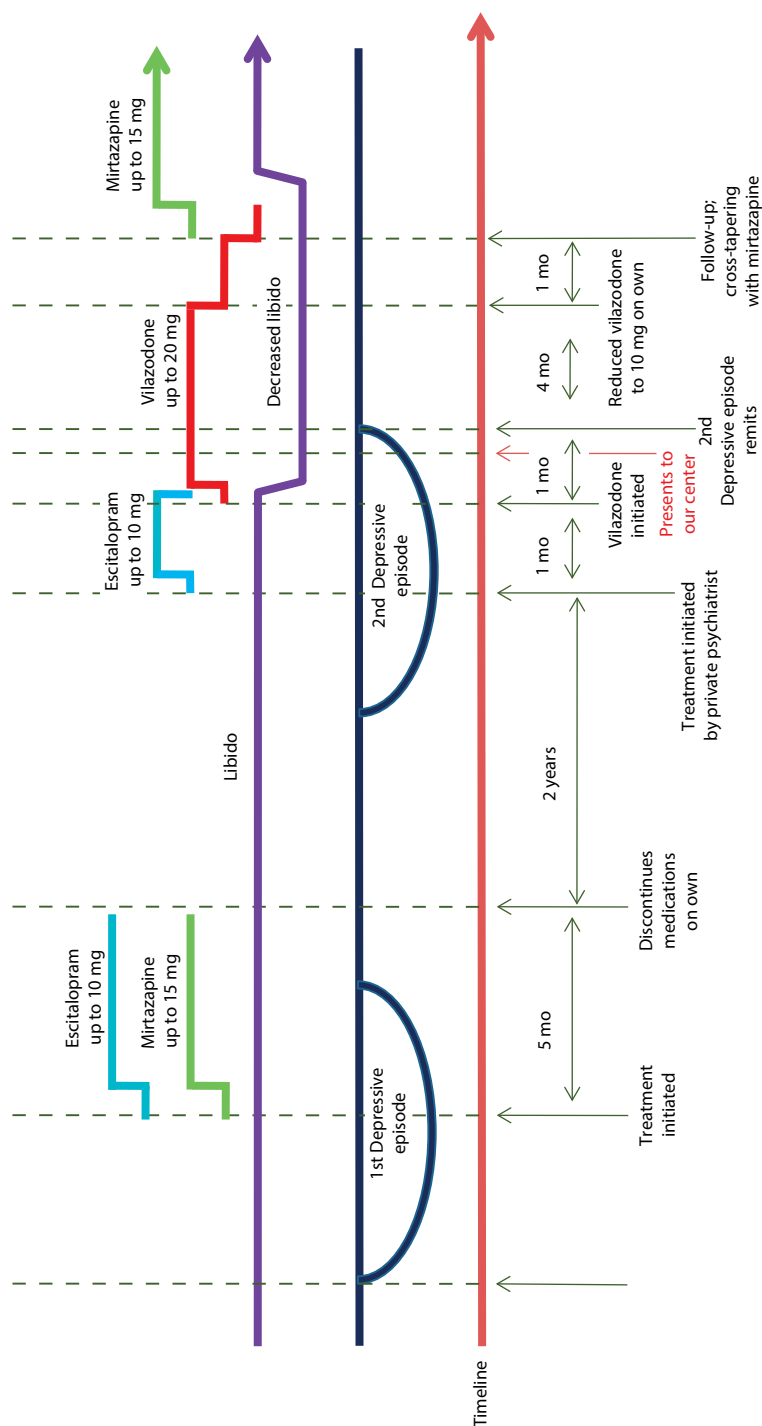 Escitalopram
up to 10 mg
Mirtazapine
up to 15 mg
Escitalopram
up to 10 mg
Vilazodone
up to 20 mg
Mirtazapine
up to 15 mg
Libido
Decreased libido
1st Depressive
episode
2nd Depressive
episode
Timeline
5 mo
2 years
1 mo
1 mo
4 mo
1 mo
Treatment
initiated
Discontinues
medications
on own
Treatment initiated
by private psychiatrist
Vilazodone
initiated
Presents to
our center
2nd
Depressive episode
remits
Reduced vilazodone
to 10 mg on own
Follow-up;
cross-tapering
with mirtazapine